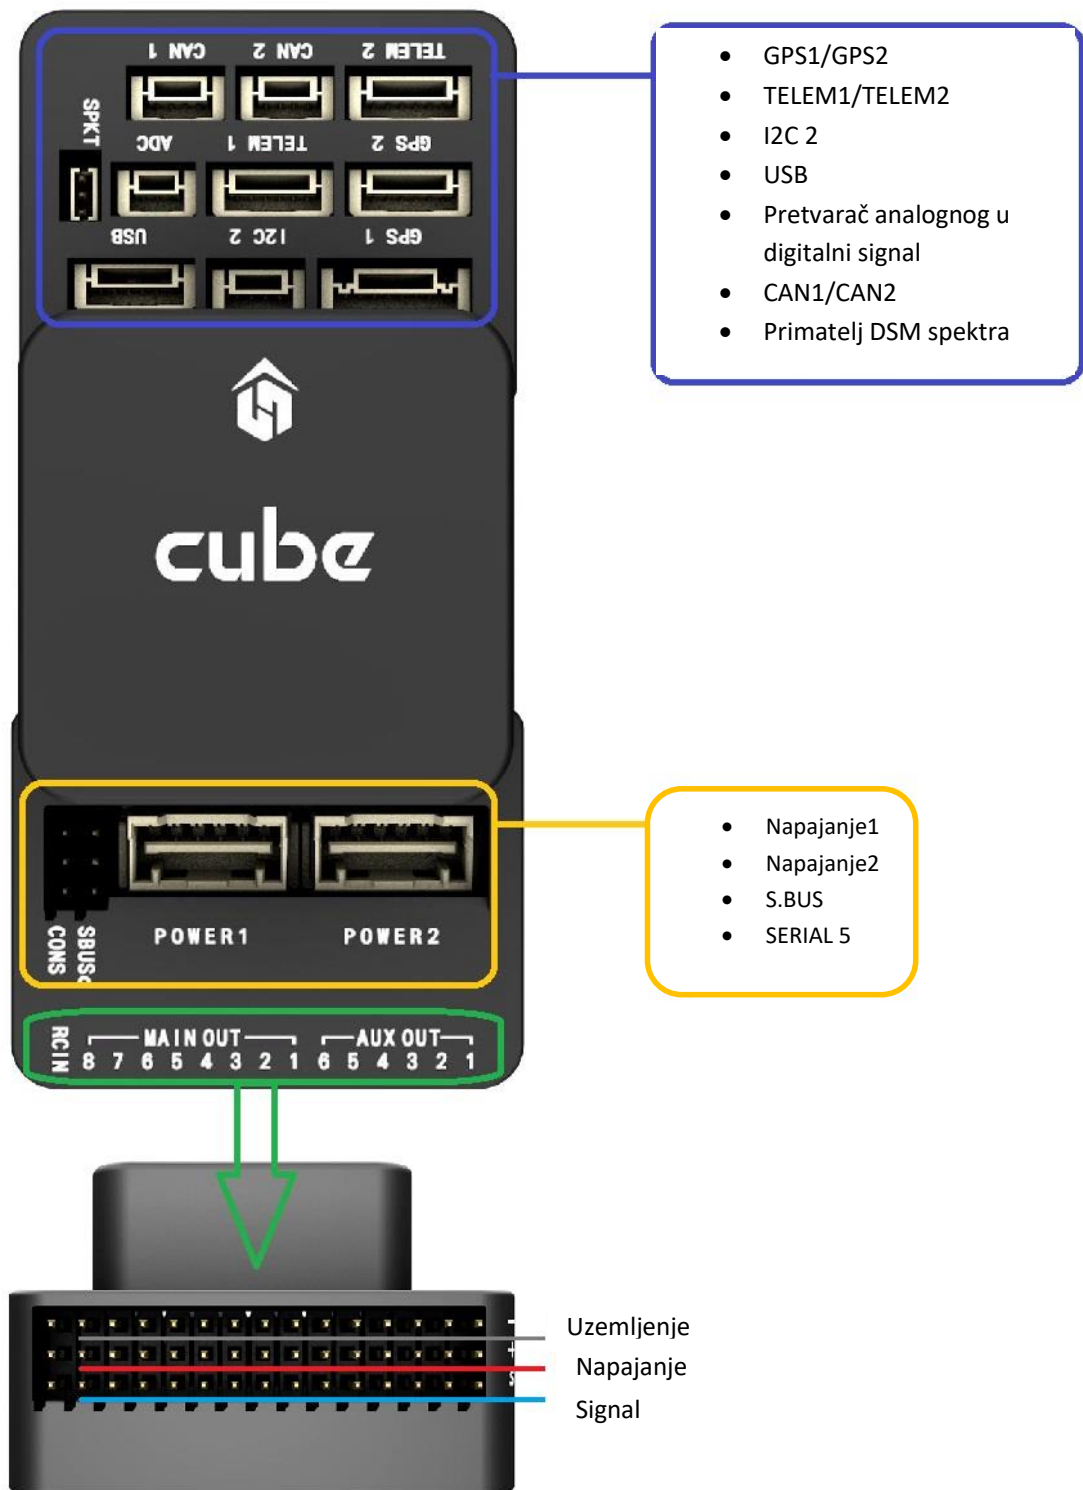 CAN 1 CAN 2 TELEM 2
SPKT
ADC TELEM 1 GPS 2
USB I2C 2 GPS 1
• GPS1/GPS2
• TELEM1/TELEM2
• I2C 2
• USB
• Pretvarač analognog u
digitalni signal
• CAN1/CAN2
• Primatelj DSM spektra
cube
CONS
SBUSo
POWER1 POWER2
• Napajanje1
• Napajanje2
• S.BUS
• SERIAL 5
RCIN
MAIN OUT AUX OUT
8 7 6 5 4 3 2 1 6 5 4 3 2 1
-
+
S
Uzemljenje
Napajanje
Signal